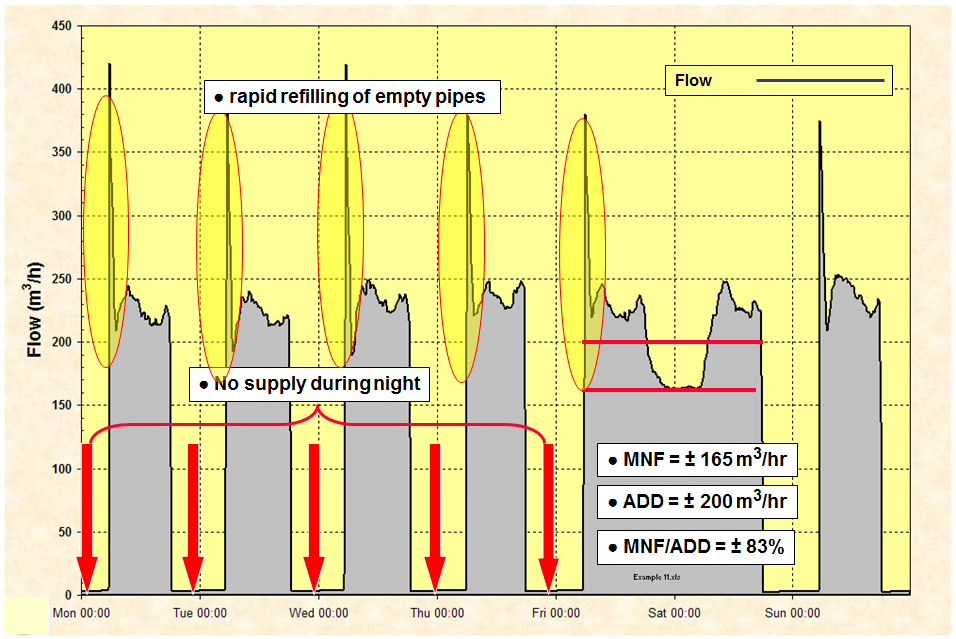 450
400
350
300
250
200
150
100
50
0
Flow (m³/h)
● rapid refilling of empty pipes
Flow
● No supply during night
● MNF = ± 165 m³/hr
● ADD = ± 200 m³/hr
● MNF/ADD = ± 83%
Example 11.xls
Mon 00:00 Tue 00:00 Wed 00:00 Thu 00:00 Fri 00:00 Sat 00:00 Sun 00:00